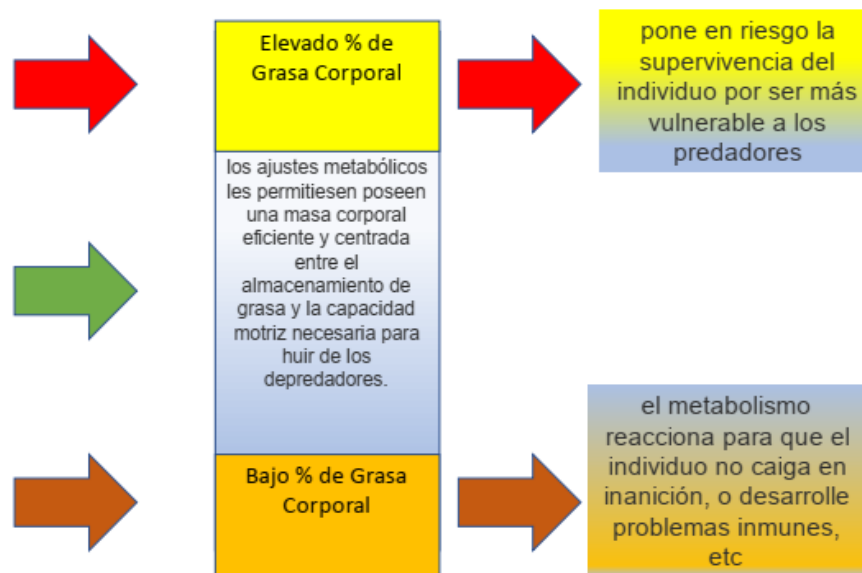 Elevado % de
Grasa Corporal
pone en riesgo la
supervivencia del
individuo por ser más
vulnerable a los
predadores
los ajustes metabólicos
les permitiesen poseen
una masa corporal
eficiente y centrada
entre el
almacenamiento de
grasa y la capacidad
motriz necesaria para
huir de los
depredadores.
Bajo % de Grasa
Corporal
el metabolismo
reacciona para que el
individuo no caiga en
inanición, o desarrolle
problemas inmunes,
etc